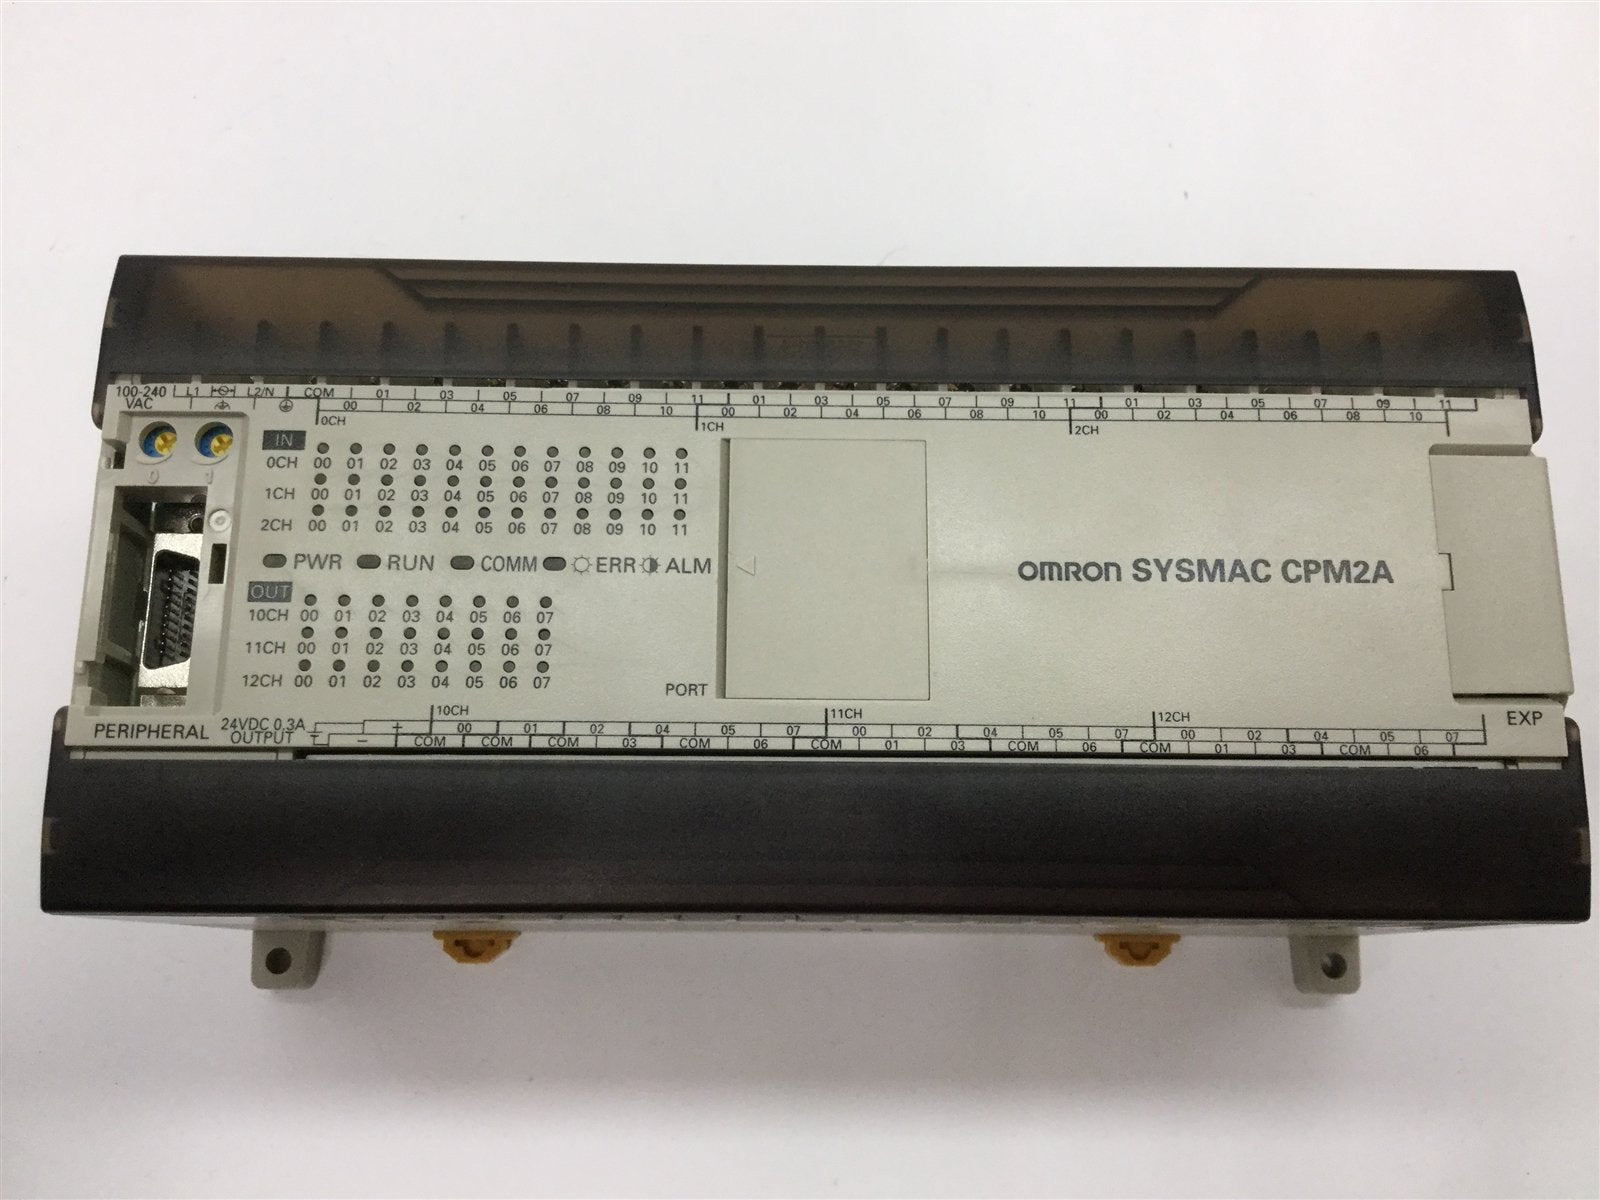 100-240 L1 L2/N COM 01 03 05 07 09 11 01 03 05 07 09 11 01 03 05 07 09 11
VAC 00 02 04 06 08 10 00 02 04 06 08 10 00 02 04 06 08 10
0CH 1CH 2CH
IN
0CH 00 01 02 03 04 05 06 07 08 09 10 11
0 1
1CH 00 01 02 03 04 05 06 07 08 09 10 11
2CH 00 01 02 03 04 05 06 07 08 09 10 11
PWR RUN COMM ERR ALM
omron SYSMAC CPM2A
OUT
10CH 00 01 02 03 04 05 06 07
11CH 00 01 02 03 04 05 06 07
12CH 00 01 02 03 04 05 06 07
PORT
10CH 11CH 12CH
EXP
PERIPHERAL
24VDC 0.3A + 00 01 02 04 05 07 00 02 04 05 07 00 02 04 05 07
OUTPUT - COM COM COM 03 COM 06 COM 01 03 COM 06 COM 01 03 COM 06